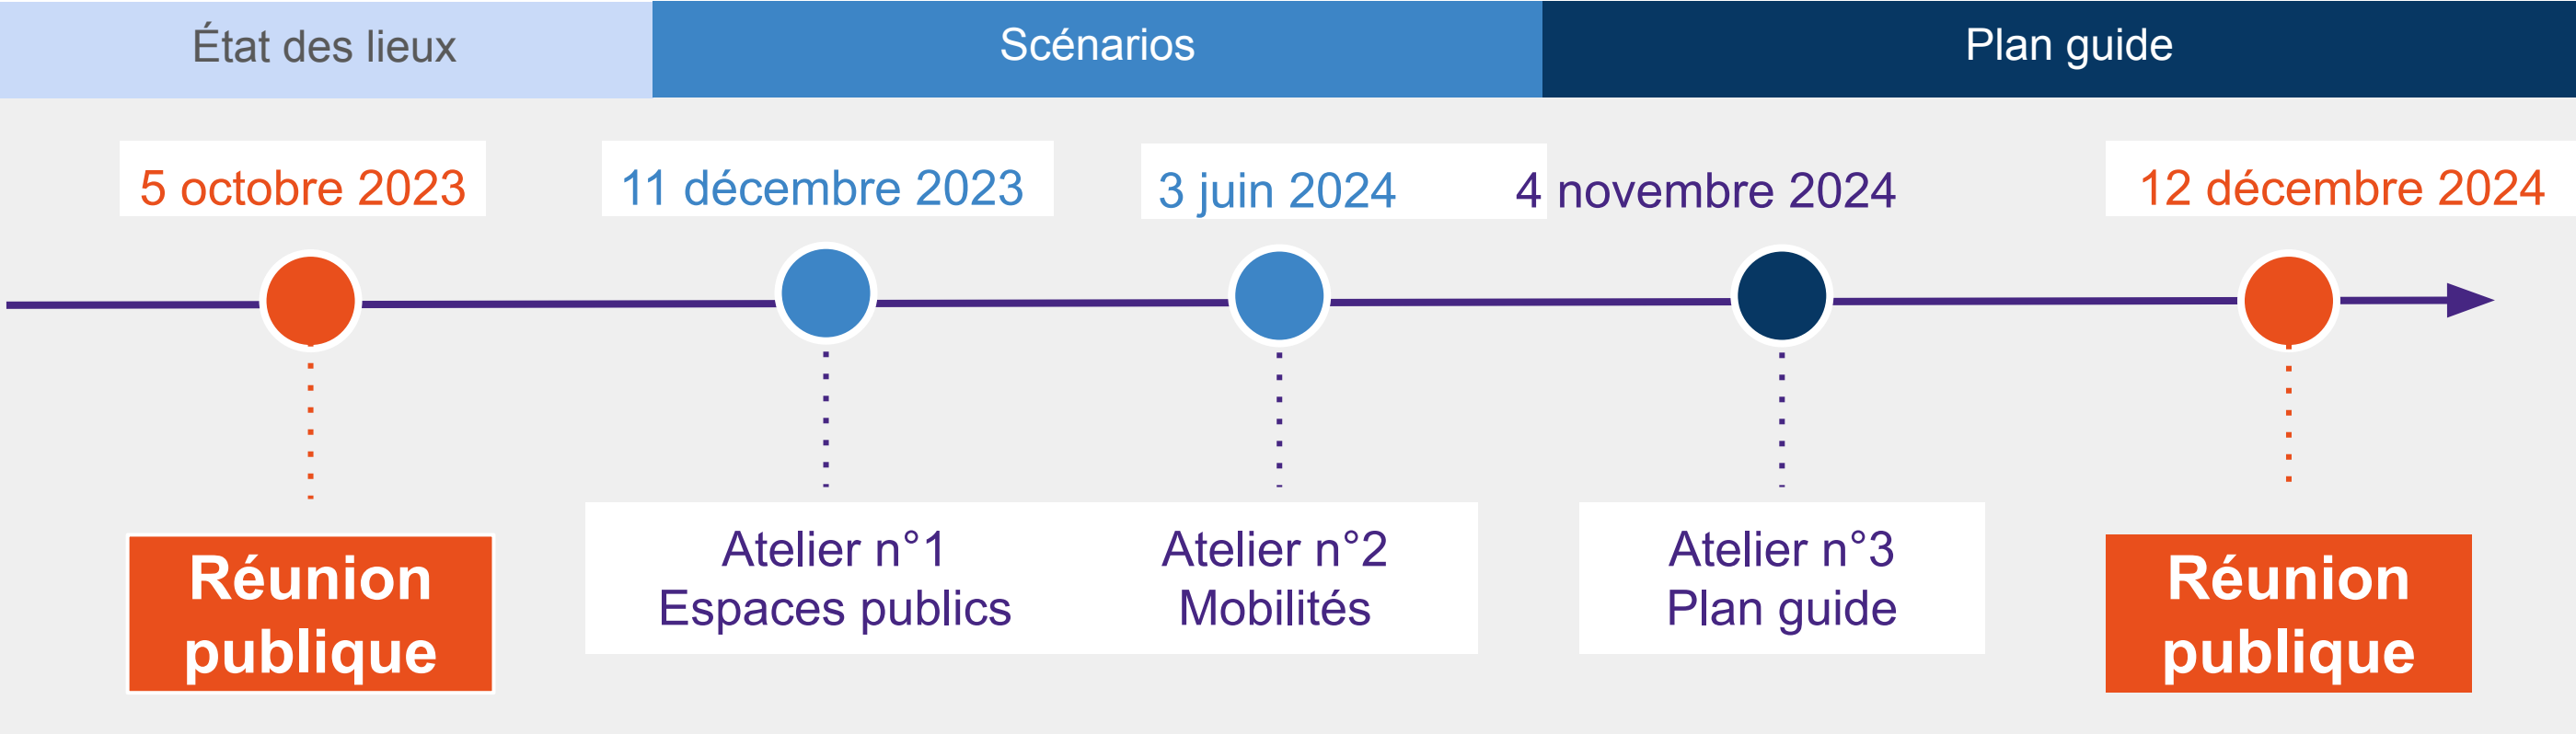 État des lieux
Scénarios
Plan guide
5 octobre 2023
11 décembre 2023
3 juin 2024
4 novembre 2024
12 décembre 2024
Réunion
publique
Atelier n°1
Espaces publics
Atelier n°2
Mobilités
Atelier n°3
Plan guide
Réunion
publique